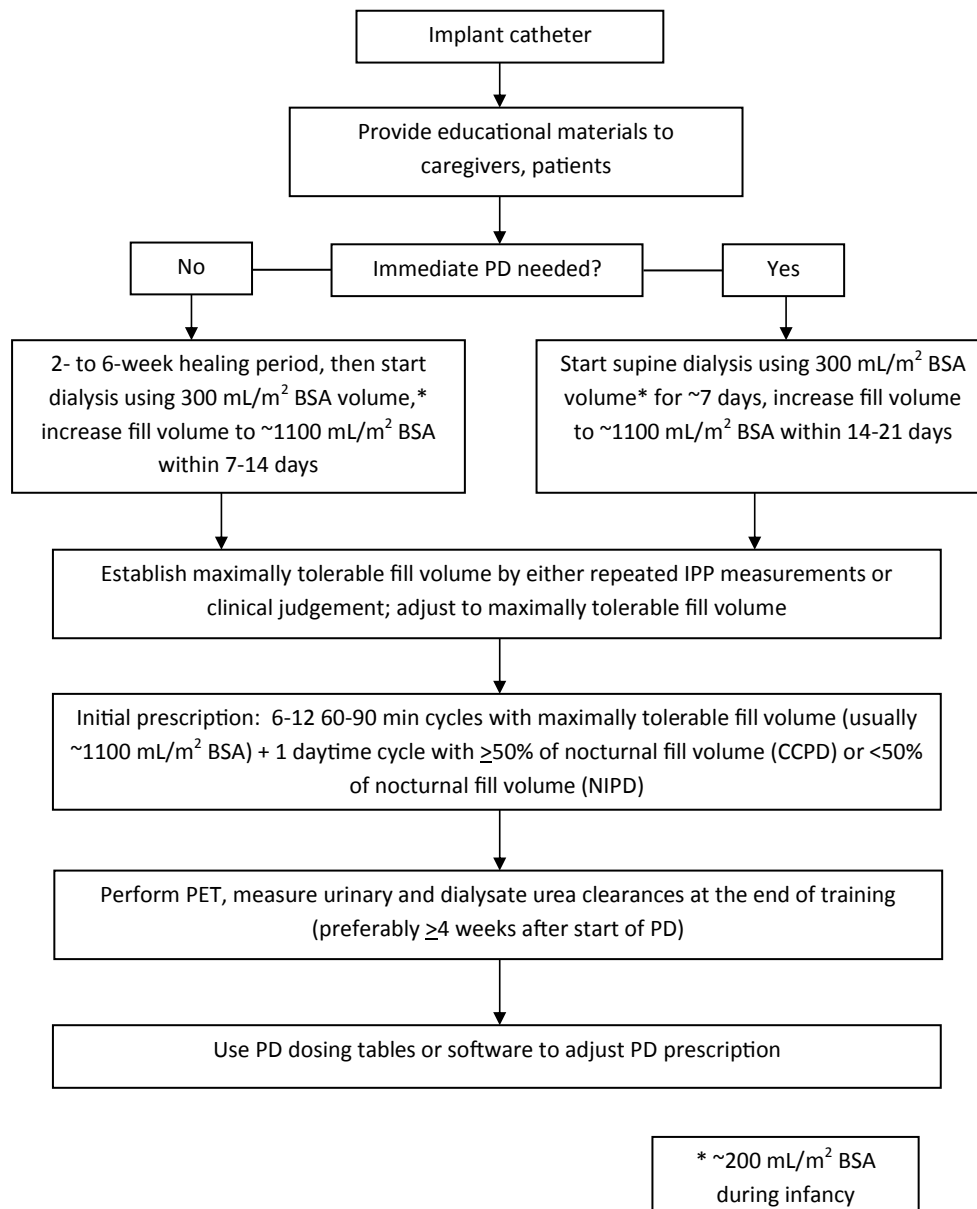 Implant catheter
Provide educational materials to
caregivers, patients
No
Immediate PD needed?
Yes
2- to 6-week healing period, then start
dialysis using 300 mL/m² BSA volume,*
increase fill volume to ~1100 mL/m² BSA
within 7-14 days
Start supine dialysis using 300 mL/m² BSA
volume* for ~7 days, increase fill volume
to ~1100 mL/m² BSA within 14-21 days
Establish maximally tolerable fill volume by either repeated IPP measurements or
clinical judgement; adjust to maximally tolerable fill volume
Initial prescription: 6-12 60-90 min cycles with maximally tolerable fill volume (usually
~1100 mL/m² BSA) + 1 daytime cycle with ≥50% of nocturnal fill volume (CCPD) or <50%
of nocturnal fill volume (NIPD)
Perform PET, measure urinary and dialysate urea clearances at the end of training
(preferably ≥4 weeks after start of PD)
Use PD dosing tables or software to adjust PD prescription
* ~200 mL/m² BSA
during infancy